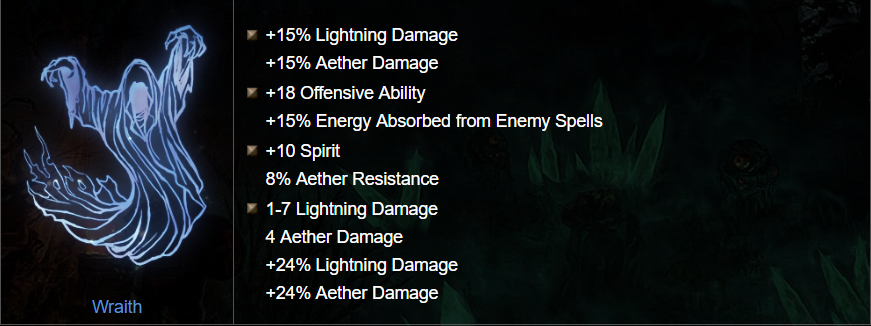 +15% Lightning Damage
+15% Aether Damage
+18 Offensive Ability
+15% Energy Absorbed from Enemy Spells
+10 Spirit
8% Aether Resistance
1-7 Lightning Damage
4 Aether Damage
+24% Lightning Damage
+24% Aether Damage
Wraith